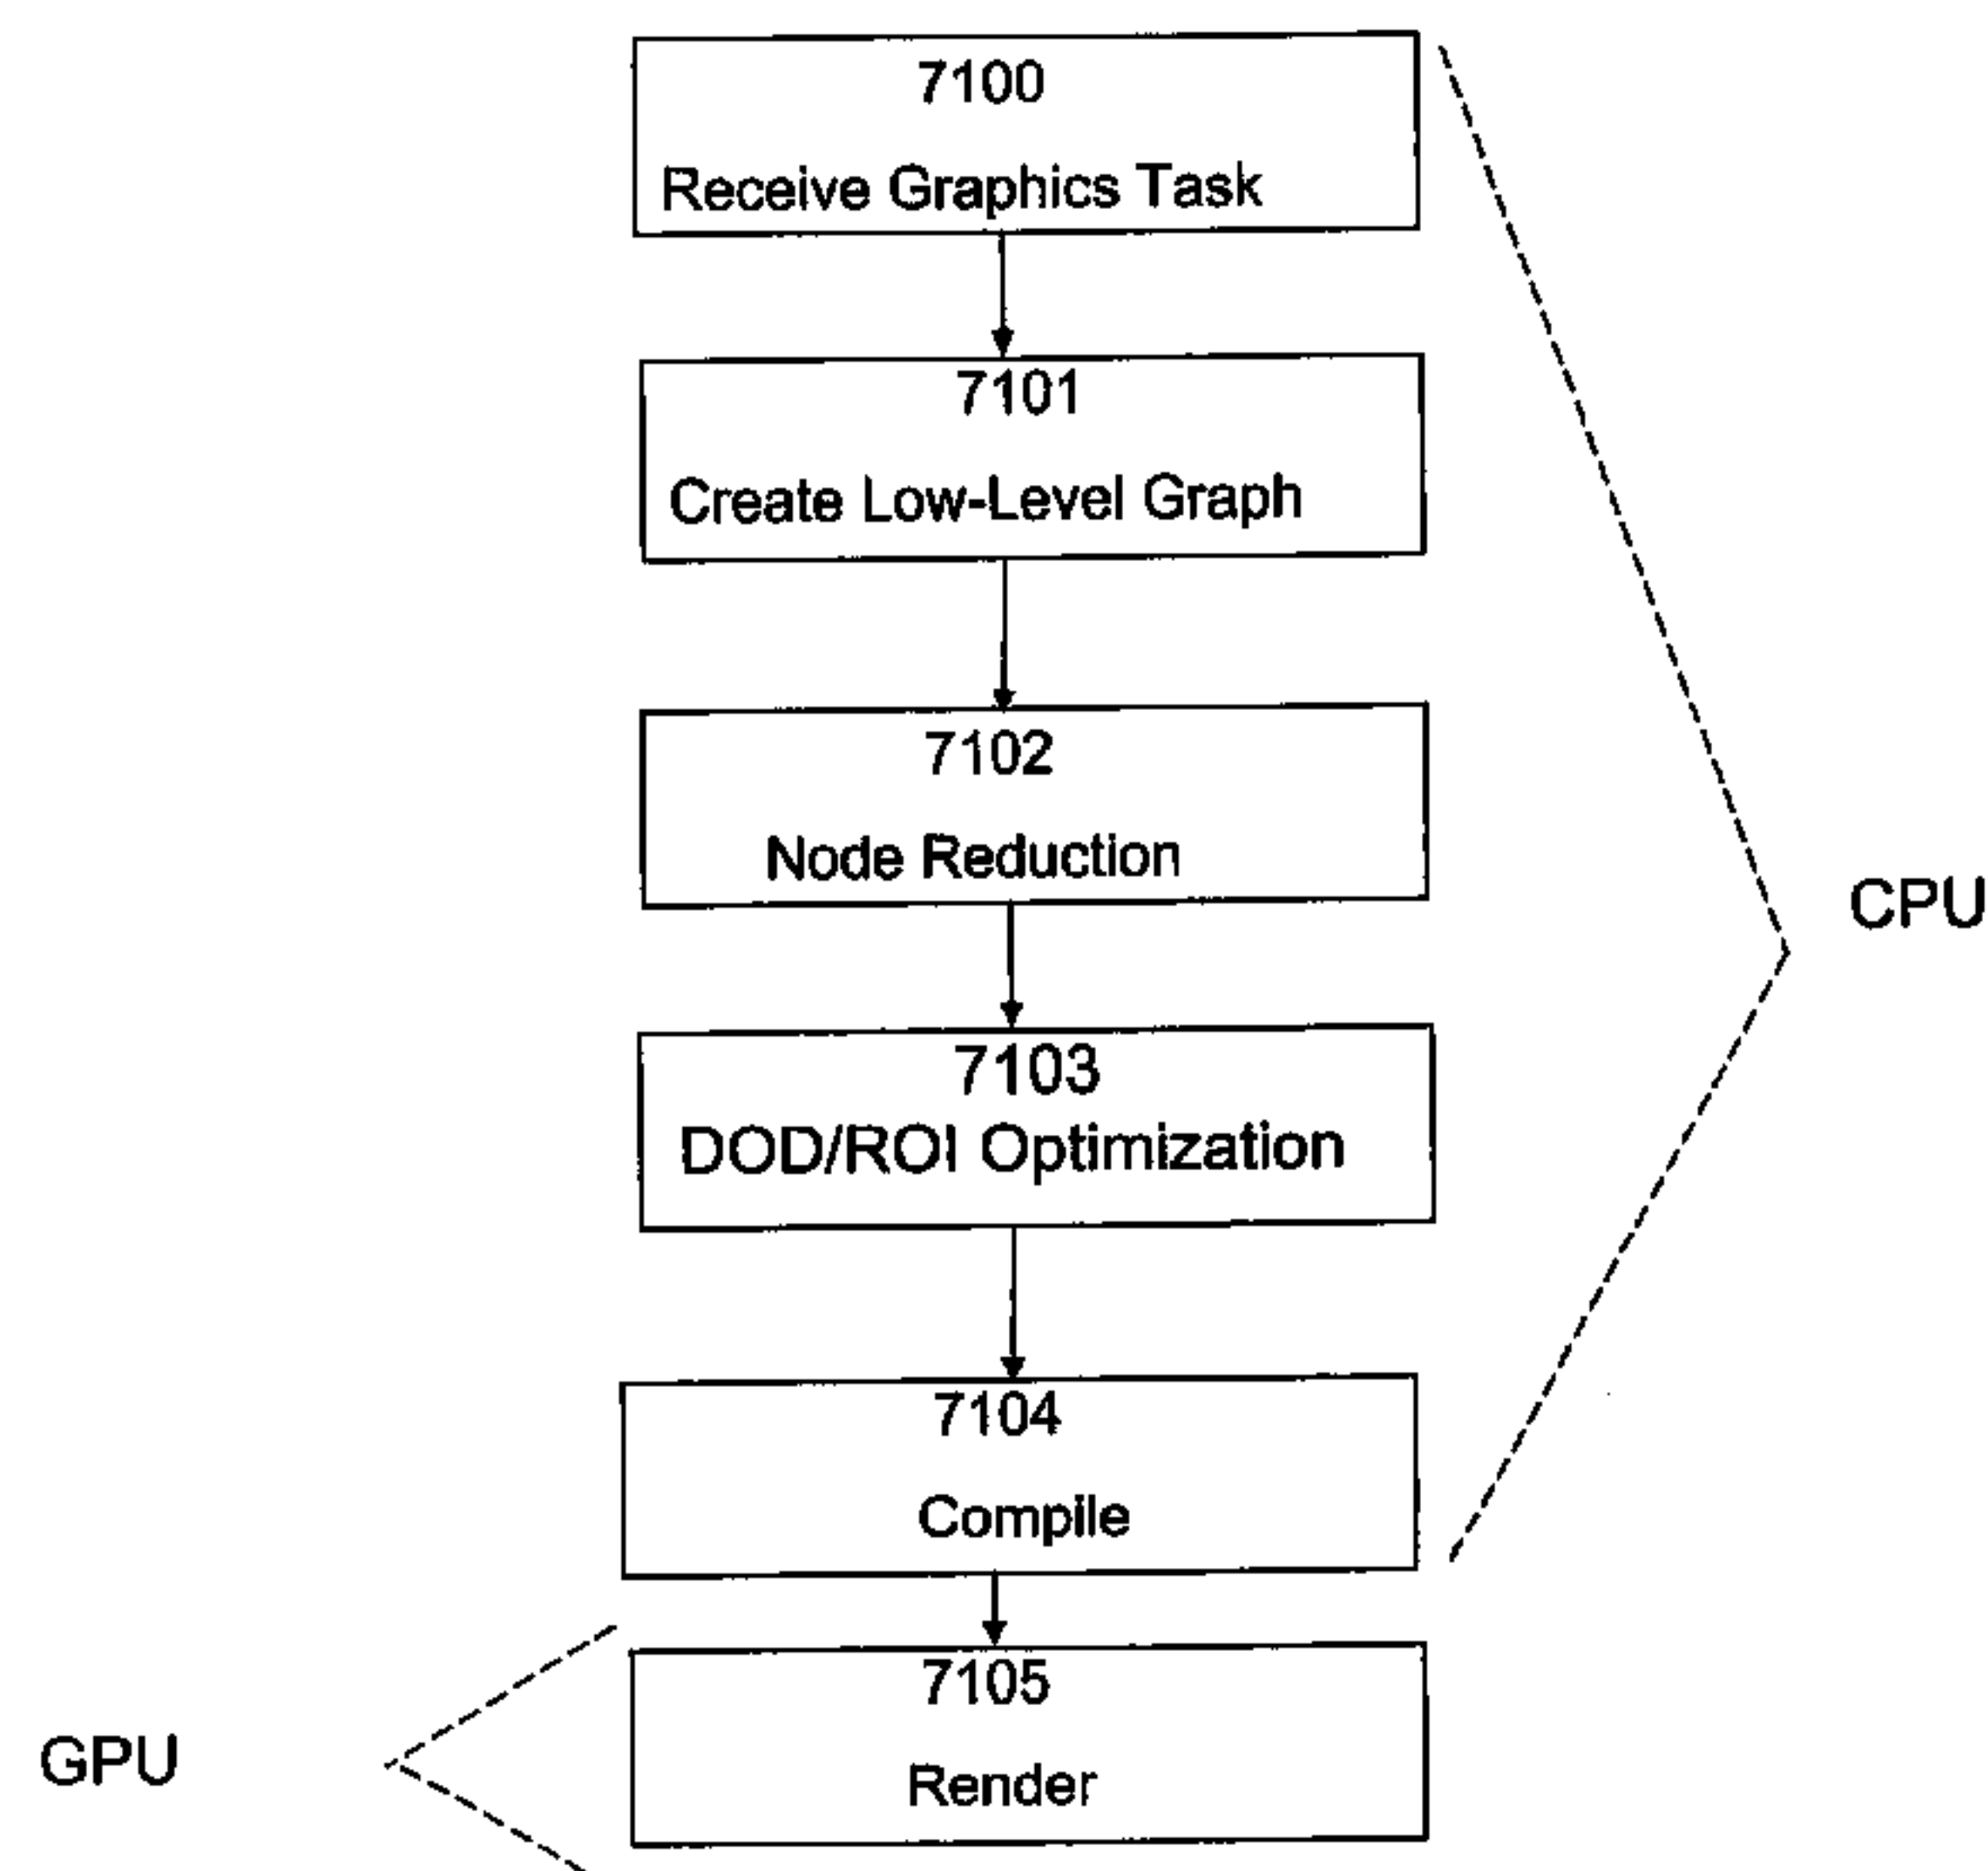 7100
Receive Graphics Task
7101
Create Low-Level Graph
7102
Node Reduction
CPU
7103
DOD/ROI Optimization
7104
Compile
7105
GPU
Render